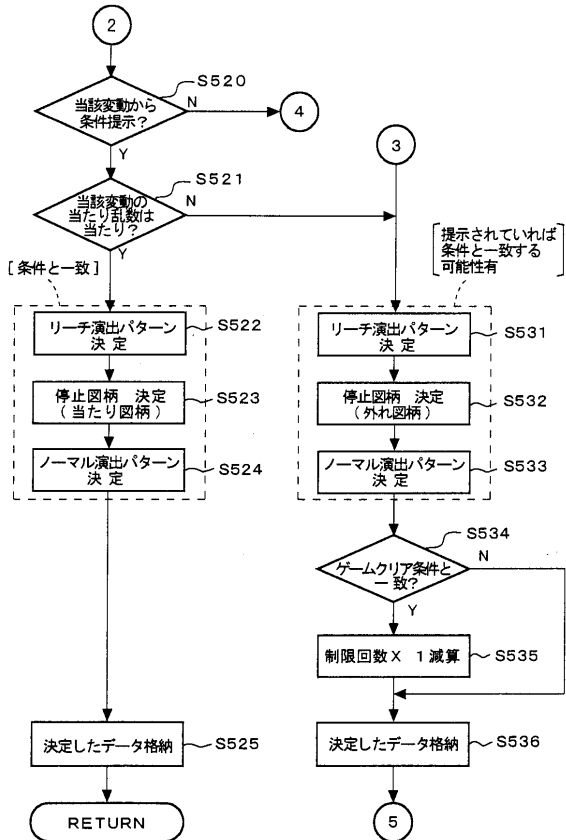 2
S520
当該変動から
条件提示?
N
4
Y
3
S521
当該変動の
当たり乱数は
当たり?
N
Y
[条件と一致]
提示されていれば
条件と一致する
可能性有
リーチ演出パターン
決 定
S522
停止図柄 決定
(当たり図柄)
S523
ノーマル演出パターン
決 定
S524
リーチ演出パターン
決 定
S531
停止図柄 決定
(外れ図柄)
S532
ノーマル演出パターン
決 定
S533
S534
ゲームクリア条件と
一致?
N
Y
制限回数X 1減算
S535
決定したデータ格納
S525
決定したデータ格納
S536
RETURN
5